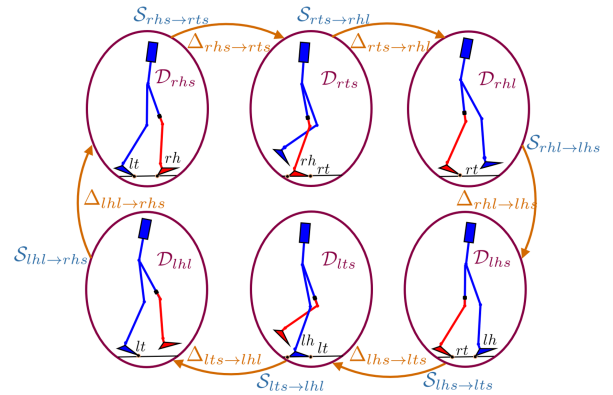 S_{rhs→rts} S_{rts→rhl}
Δ_{rhs→rts} Δ_{rts→rhl}
D_{rhs} D_{rts} D_{rhl}
S_{rhl→lhs}
lt rh rh rt rt
Δ_{lhl→rhs} Δ_{rhl→lhs}
S_{lhl→rhs} D_{lhl} D_{lts} D_{lhs}
lt lh lt rt lh
Δ_{lts→lhl} Δ_{lhs→lts}
S_{lts→lhl} S_{lhs→lts}